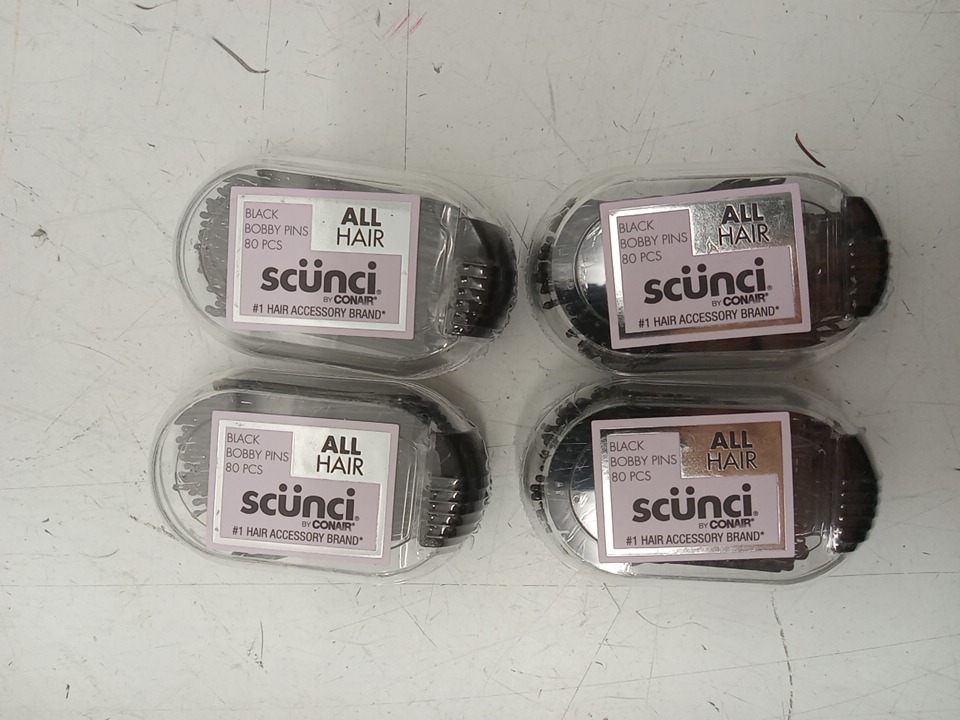 BLACK
BOBBY PINS
80 PCS
ALL
HAIR
scünci®
BY CONAIR®
#1 HAIR ACCESSORY BRAND*
BLACK
BOBBY PINS
80 PCS
ALL
HAIR
scünci®
BY CONAIR®
#1 HAIR ACCESSORY BRAND*
BLACK
BOBBY PINS
80 PCS
ALL
HAIR
scünci®
BY CONAIR®
#1 HAIR ACCESSORY BRAND*
BLACK
BOBBY PINS
80 PCS
ALL
HAIR
scünci®
BY CONAIR®
#1 HAIR ACCESSORY BRAND*